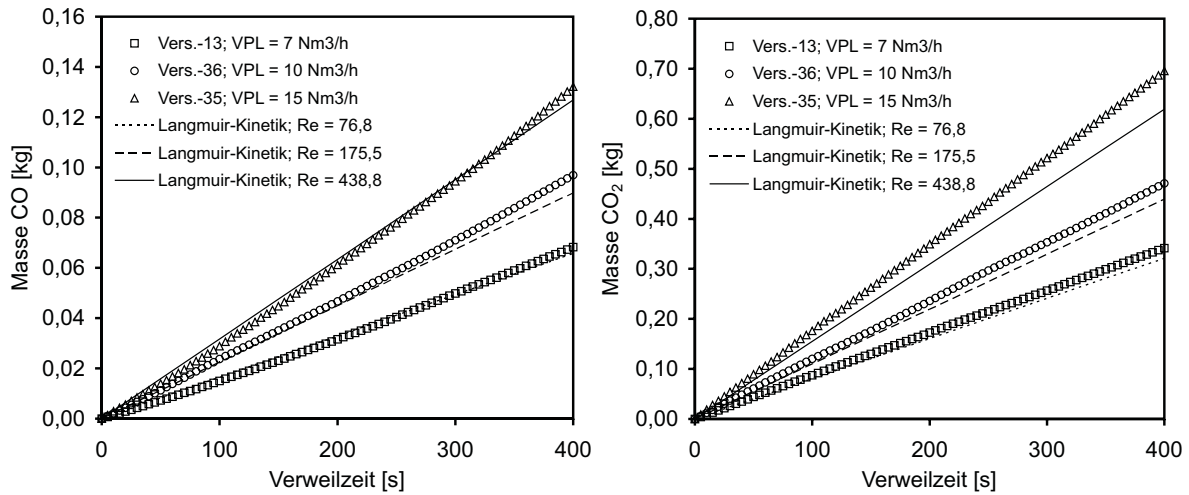 0,16
0,14
0,12
0,10
0,08
0,06
0,04
0,02
0,00
Masse CO [kg]
Vers.-13; VPL = 7 Nm3/h
Vers.-36; VPL = 10 Nm3/h
Vers.-35; VPL = 15 Nm3/h
Langmuir-Kinetik; Re = 76,8
Langmuir-Kinetik; Re = 175,5
Langmuir-Kinetik; Re = 438,8
0 100 200 300 400
Verweilzeit [s]
0,80
0,70
0,60
0,50
0,40
0,30
0,20
0,10
0,00
Masse CO₂ [kg]
Vers.-13; VPL = 7 Nm3/h
Vers.-36; VPL = 10 Nm3/h
Vers.-35; VPL = 15 Nm3/h
Langmuir-Kinetik; Re = 76,8
Langmuir-Kinetik; Re = 175,5
Langmuir-Kinetik; Re = 438,8
0 100 200 300 400
Verweilzeit [s]